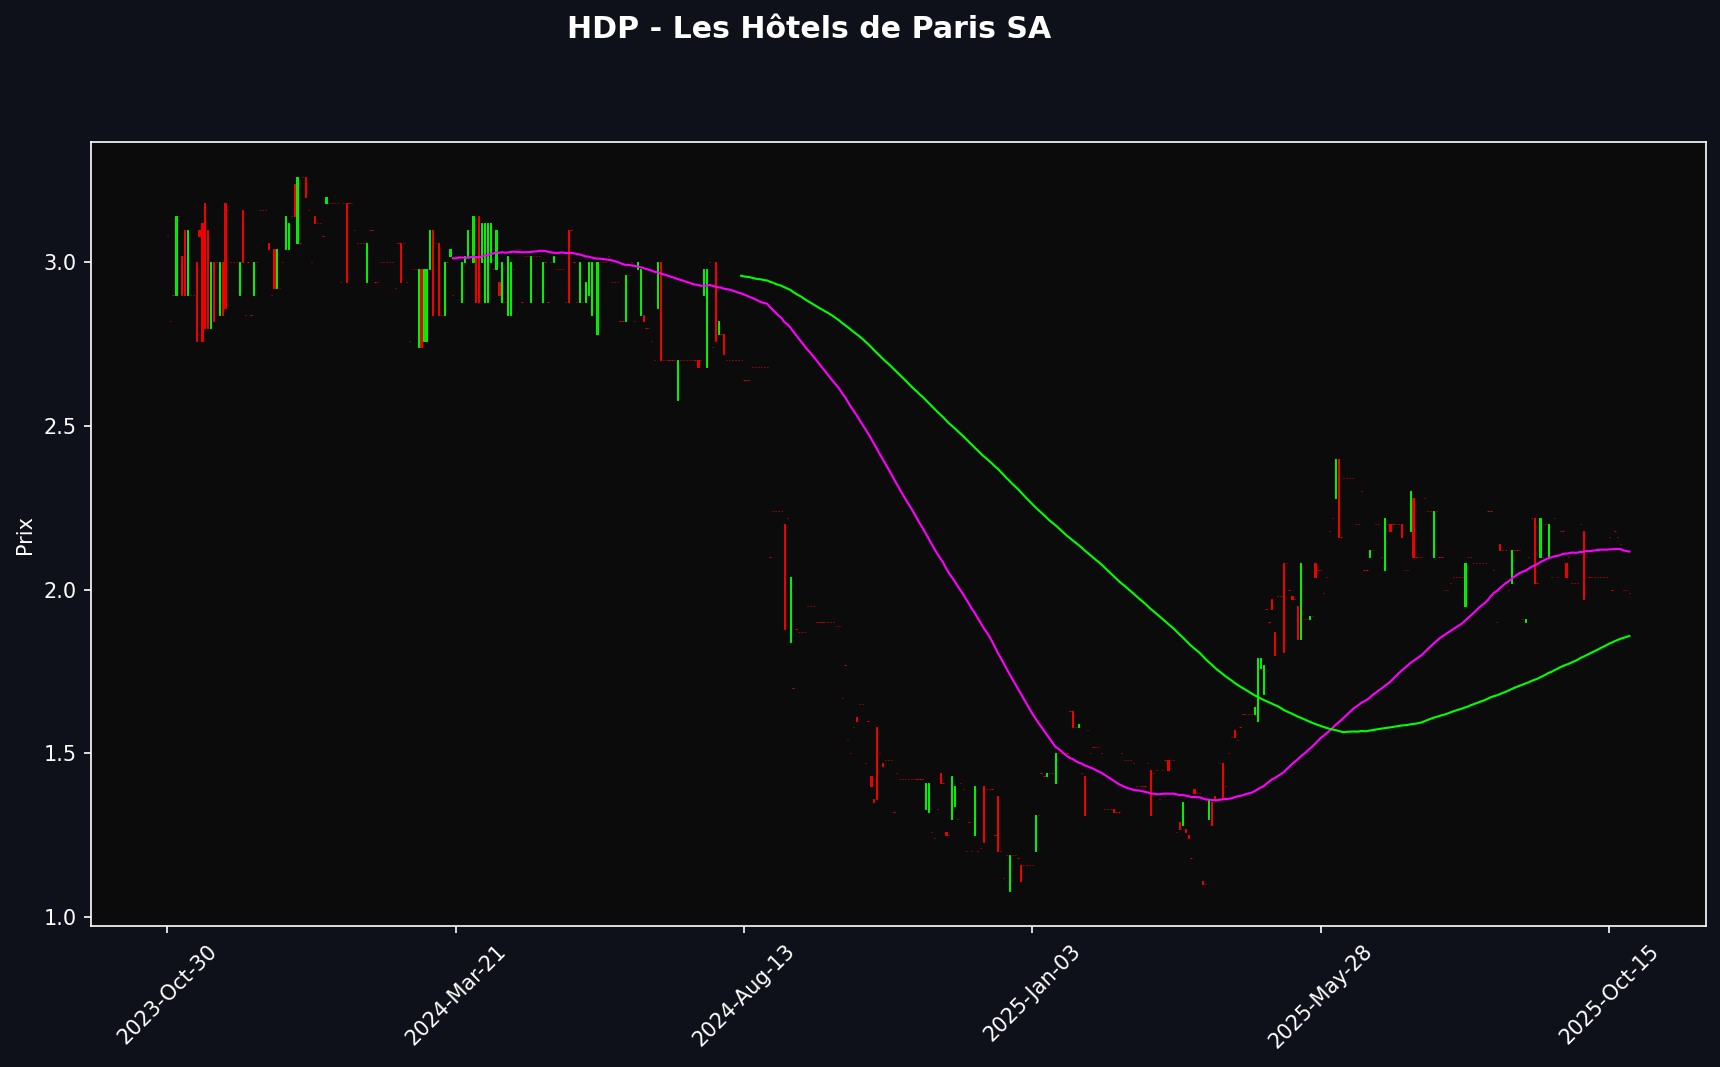 HDP - Les Hôtels de Paris SA
Prix
3.0
2.5
2.0
1.5
1.0
2023-Oct-30
2024-Mar-21
2024-Aug-13
2025-Jan-03
2025-May-28
2025-Oct-15